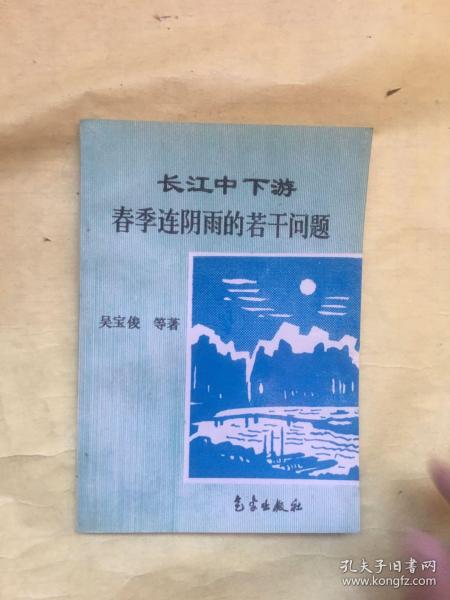 长江中下游
春季连阴雨的若干问题
吴宝俊 等著
气象出版社
孔夫子旧书网
www.kongfz.com